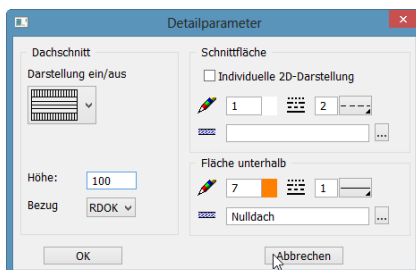 Detailparameter
Dachschnitt
Darstellung ein/aus
Höhe: 100
Bezug RDOK
Schnittfläche
Individuelle 2D-Darstellung
1 2
...
Fläche unterhalb
7 1
Nulldach ...
OK Abbrechen